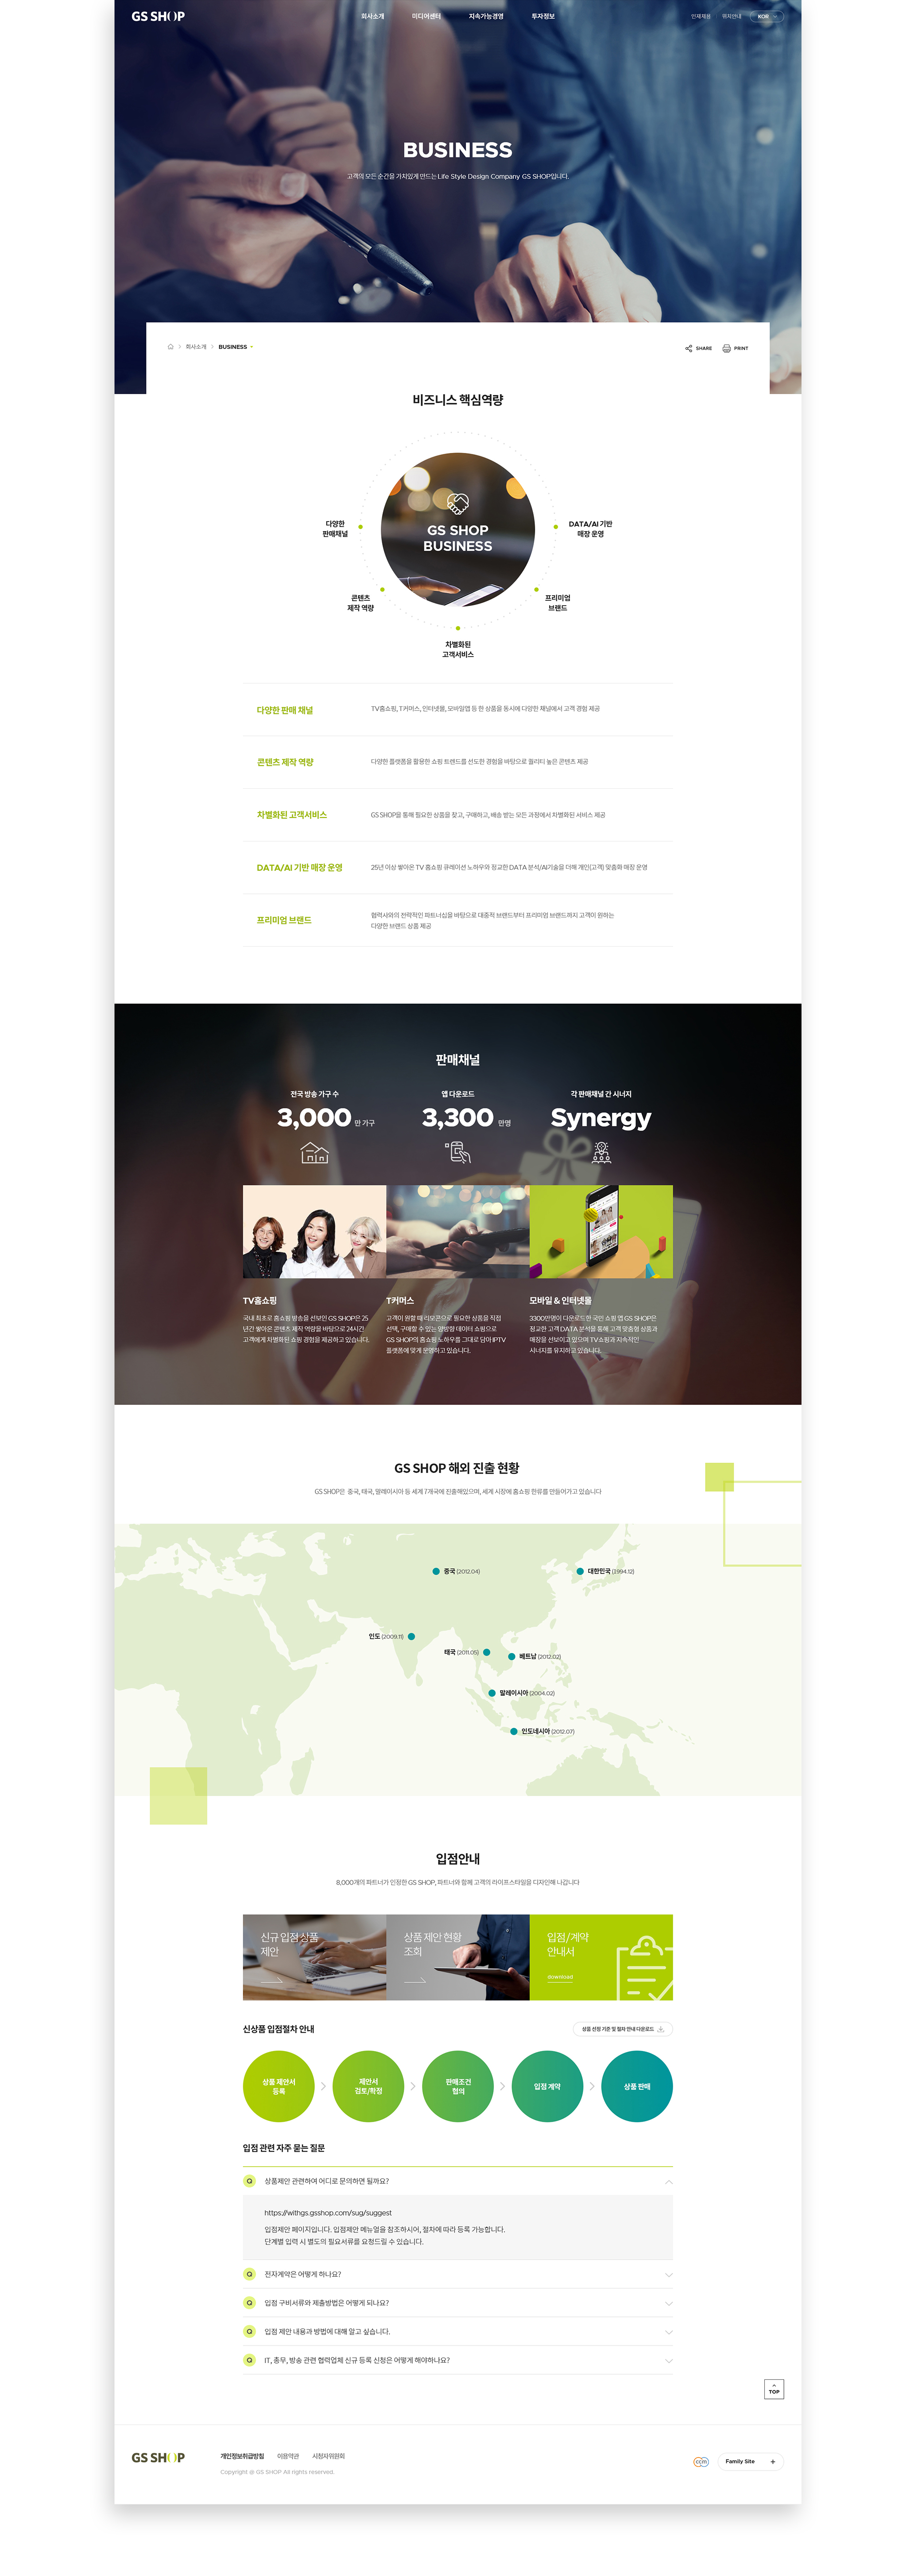 GS SHOP
회사소개 미디어센터 지속가능경영 투자정보
인재채용 위치안내 KOR
BUSINESS
고객의 모든 순간을 가치있게 만드는 Life Style Design Company GS SHOP입니다.
회사소개 BUSINESS
SHARE PRINT
비즈니스 핵심역량
GS SHOP
BUSINESS
다양한
판매채널
DATA/AI 기반
매장 운영
콘텐츠
제작 역량
프리미엄
브랜드
차별화된
고객서비스
다양한 판매 채널
TV홈쇼핑, T커머스, 인터넷몰, 모바일앱 등 한 상품을 동시에 다양한 채널에서 고객 경험 제공
콘텐츠 제작 역량
다양한 플랫폼을 활용한 쇼핑 트렌드를 선도한 경험을 바탕으로 퀄리티 높은 콘텐츠 제공
차별화된 고객서비스
GS SHOP을 통해 필요한 상품을 찾고, 구매하고, 배송 받는 모든 과정에서 차별화된 서비스 제공
DATA/AI 기반 매장 운영
25년 이상 쌓아온 TV 홈쇼핑 큐레이션 노하우와 정교한 DATA 분석/AI기술을 더해 개인(고객) 맞춤화 매장 운영
프리미엄 브랜드
협력사와의 전략적인 파트너십을 바탕으로 대중적 브랜드부터 프리미엄 브랜드까지 고객이 원하는
다양한 브랜드 상품 제공
판매채널
전국 방송 가구 수
3,000 만 가구
앱 다운로드
3,300 만명
각 판매채널 간 시너지
Synergy
TV홈쇼핑
국내 최초로 홈쇼핑 방송을 선보인 GS SHOP은 25
년간 쌓아온 콘텐츠 제작 역량을 바탕으로 24시간
고객에게 차별화된 쇼핑 경험을 제공하고 있습니다.
T커머스
고객이 원할 때 리모콘으로 필요한 상품을 직접
선택, 구매할 수 있는 양방향 데이터 쇼핑으로
GS SHOP의 홈쇼핑 노하우를 그대로 담아 IPTV
플랫폼에 맞게 운영하고 있습니다.
모바일 & 인터넷몰
3300만명이 다운로드한 국민 쇼핑 앱 GS SHOP은
정교한 고객 DATA 분석을 통해 고객 맞춤형 상품과
매장을 선보이고 있으며 TV쇼핑과 지속적인
시너지를 유지하고 있습니다.
GS SHOP 해외 진출 현황
GS SHOP은 중국, 태국, 말레이시아 등 세계 7개국에 진출해있으며, 세계 시장에 홈쇼핑 한류를 만들어가고 있습니다
중국 (2012.04)
대한민국 (1994.12)
인도 (2009.11)
태국 (2011.05)
베트남 (2012.02)
말레이시아 (2004.02)
인도네시아 (2012.07)
입점안내
8,000개의 파트너가 인정한 GS SHOP, 파트너와 함께 고객의 라이프스타일을 디자인해 나갑니다
신규 입점 상품
제안
상품 제안 현황
조회
입점/계약
안내서
download
신상품 입점절차 안내
상품 선정 기준 및 절차 안내 다운로드
상품 제안서
등록
제안서
검토/확정
판매조건
협의
입점 계약
상품 판매
입점 관련 자주 묻는 질문
Q 상품제안 관련하여 어디로 문의하면 될까요?
https://withgs.gsshop.com/sug/suggest
입점제안 페이지입니다. 입점제안 메뉴얼을 참조하시어, 절차에 따라 등록 가능합니다.
단계별 입력 시 별도의 필요서류를 요청드릴 수 있습니다.
Q 전자계약은 어떻게 하나요?
Q 입점 구비서류와 제출방법은 어떻게 되나요?
Q 입점 제안 내용과 방법에 대해 알고 싶습니다.
Q IT, 총무, 방송 관련 협력업체 신규 등록 신청은 어떻게 해야하나요?
TOP
GS SHOP
개인정보취급방침 이용약관 시청자위원회
Copyright @ GS SHOP All rights reserved.
ccm
Family Site